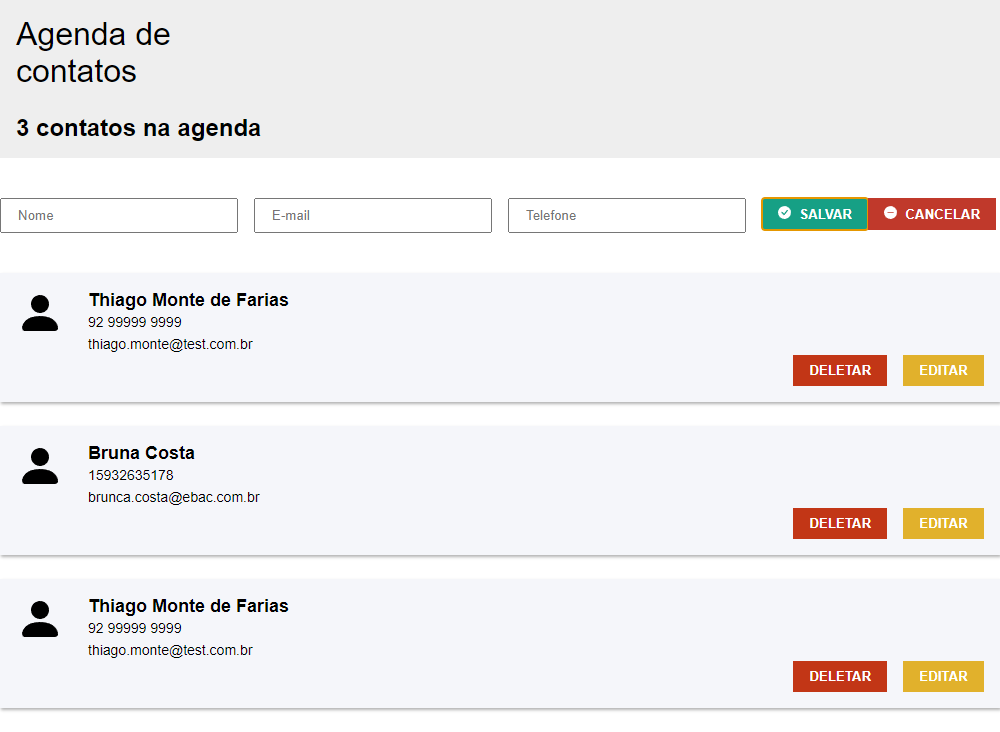 Agenda de
contatos
3 contatos na agenda
Nome E-mail Telefone SALVAR CANCELAR
Thiago Monte de Farias
92 99999 9999
thiago.monte@test.com.br
DELETAR EDITAR
Bruna Costa
15932635178
brunca.costa@ebac.com.br
DELETAR EDITAR
Thiago Monte de Farias
92 99999 9999
thiago.monte@test.com.br
DELETAR EDITAR